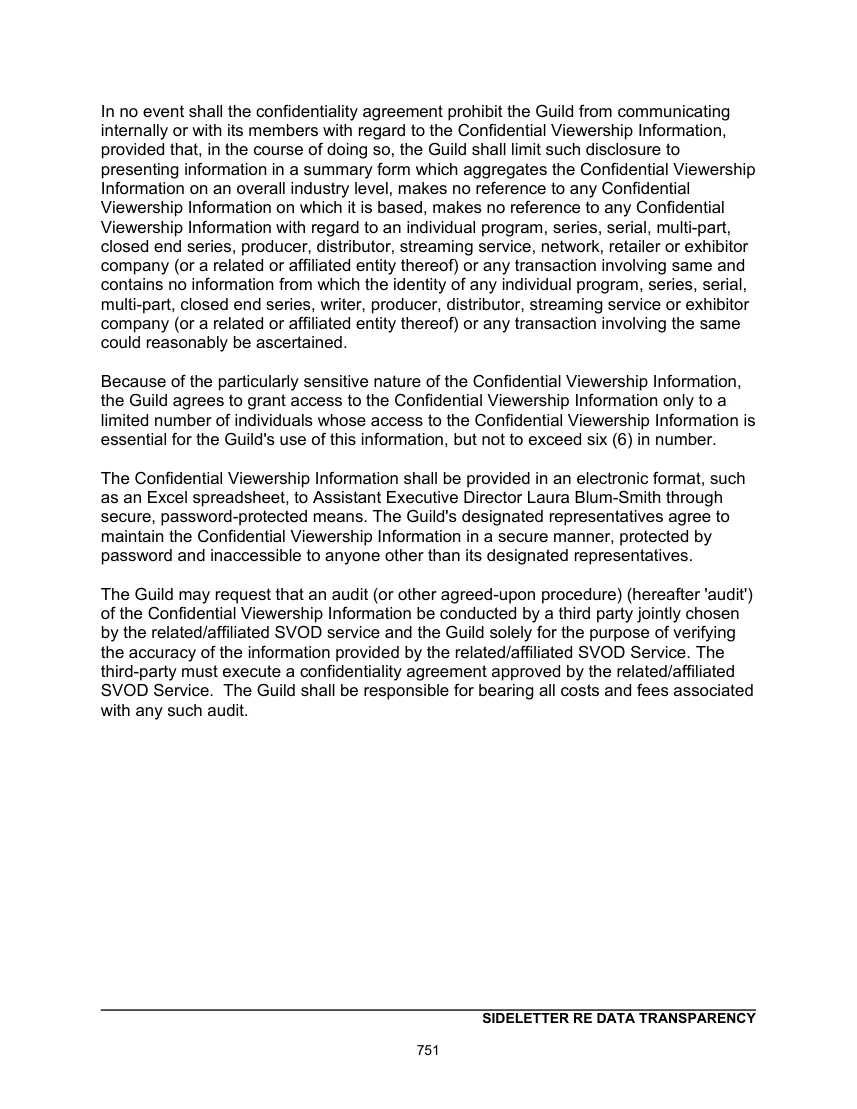 In no event shall the confidentiality agreement prohibit the Guild from communicating
internally or with its members with regard to the Confidential Viewership Information,
provided that, in the course of doing so, the Guild shall limit such disclosure to
presenting information in a summary form which aggregates the Confidential Viewership
Information on an overall industry level, makes no reference to any Confidential
Viewership Information on which it is based, makes no reference to any Confidential
Viewership Information with regard to an individual program, series, serial, multi-part,
closed end series, producer, distributor, streaming service, network, retailer or exhibitor
company (or a related or affiliated entity thereof) or any transaction involving same and
contains no information from which the identity of any individual program, series, serial,
multi-part, closed end series, writer, producer, distributor, streaming service or exhibitor
company (or a related or affiliated entity thereof) or any transaction involving the same
could reasonably be ascertained.
Because of the particularly sensitive nature of the Confidential Viewership Information,
the Guild agrees to grant access to the Confidential Viewership Information only to a
limited number of individuals whose access to the Confidential Viewership Information is
essential for the Guild's use of this information, but not to exceed six (6) in number.
The Confidential Viewership Information shall be provided in an electronic format, such
as an Excel spreadsheet, to Assistant Executive Director Laura Blum-Smith through
secure, password-protected means. The Guild's designated representatives agree to
maintain the Confidential Viewership Information in a secure manner, protected by
password and inaccessible to anyone other than its designated representatives.
The Guild may request that an audit (or other agreed-upon procedure) (hereafter 'audit')
of the Confidential Viewership Information be conducted by a third party jointly chosen
by the related/affiliated SVOD service and the Guild solely for the purpose of verifying
the accuracy of the information provided by the related/affiliated SVOD Service. The
third-party must execute a confidentiality agreement approved by the related/affiliated
SVOD Service.  The Guild shall be responsible for bearing all costs and fees associated
with any such audit.
SIDELETTER RE DATA TRANSPARENCY
751